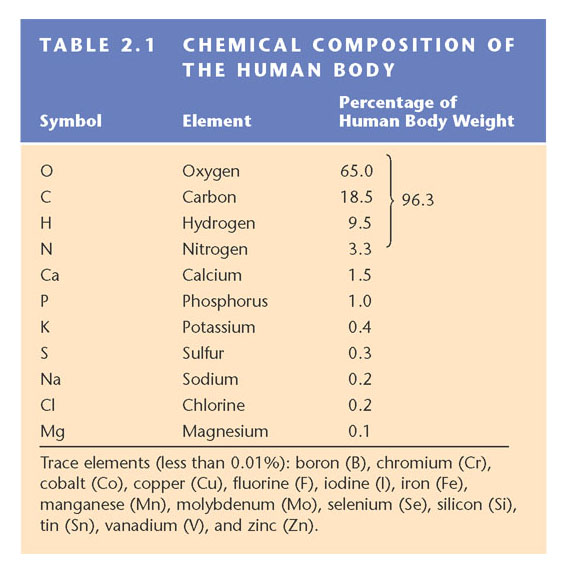 TABLE 2.1 CHEMICAL COMPOSITION OF
THE HUMAN BODY
Percentage of
Symbol Element Human Body Weight
O Oxygen 65.0
C Carbon 18.5 96.3
H Hydrogen 9.5
N Nitrogen 3.3
Ca Calcium 1.5
P Phosphorus 1.0
K Potassium 0.4
S Sulfur 0.3
Na Sodium 0.2
Cl Chlorine 0.2
Mg Magnesium 0.1
Trace elements (less than 0.01%): boron (B), chromium (Cr),
cobalt (Co), copper (Cu), fluorine (F), iodine (I), iron (Fe),
manganese (Mn), molybdenum (Mo), selenium (Se), silicon (Si),
tin (Sn), vanadium (V), and zinc (Zn).